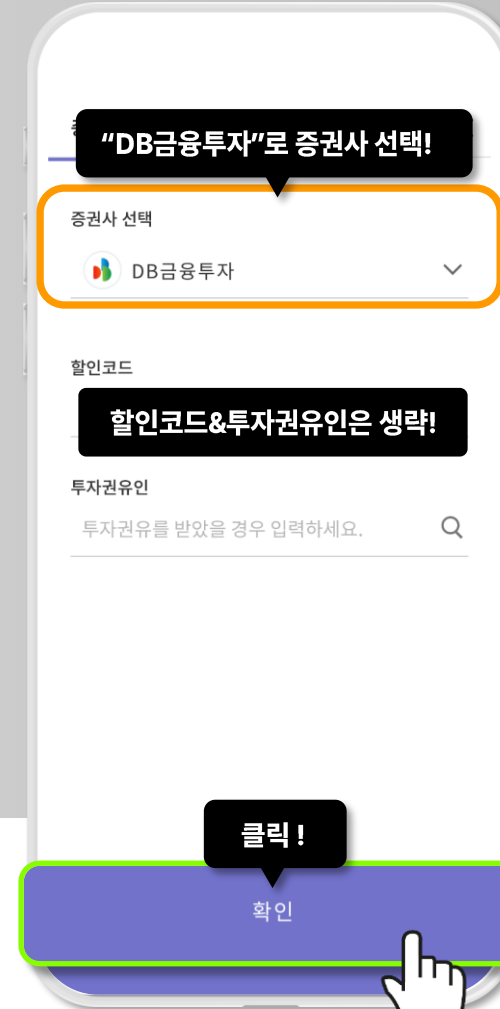 “DB금융투자”로 증권사 선택!
증권사 선택
DB금융투자
할인코드
할인코드&투자권유인은 생략!
투자권유인
투자권유를 받았을 경우 입력하세요.
클릭 !
확인